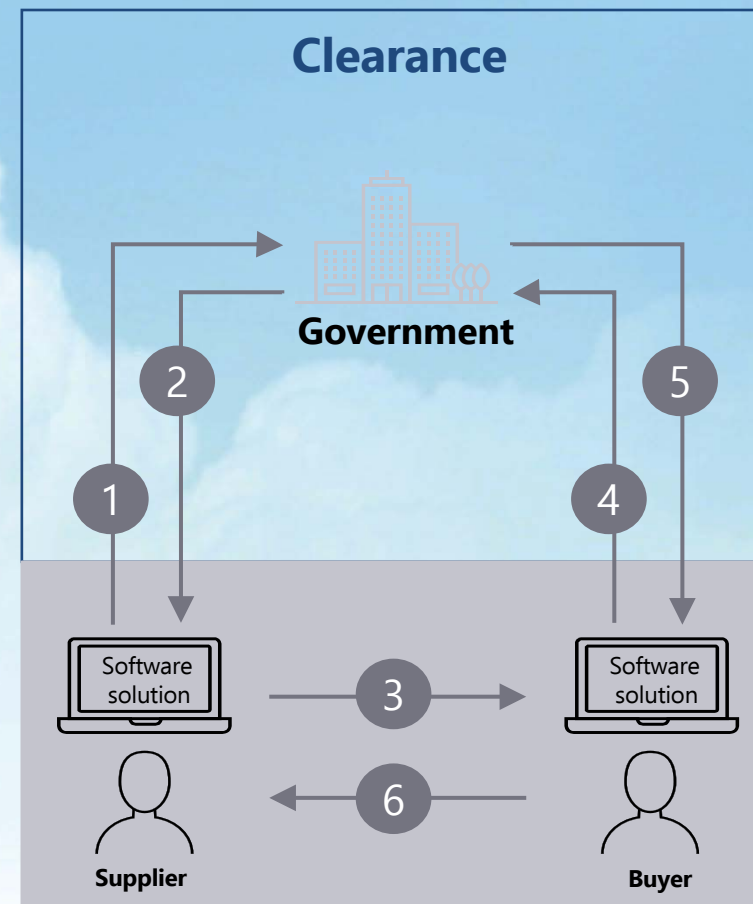 Clearance
Government
2
5
1
4
Software
solution
Software
solution
3
6
Supplier
Buyer